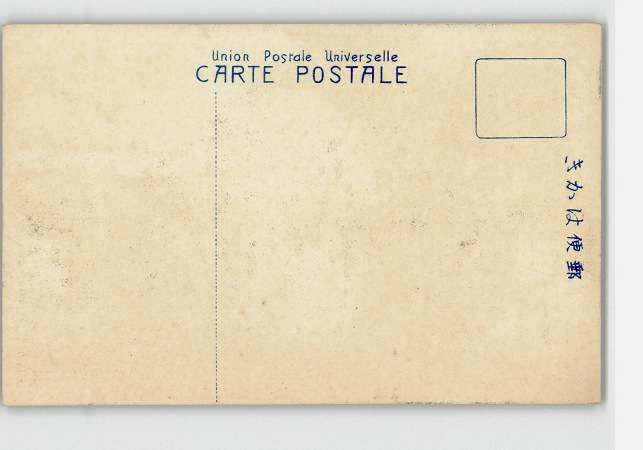 Union Postale Universelle
CARTE POSTALE
郵便はかき